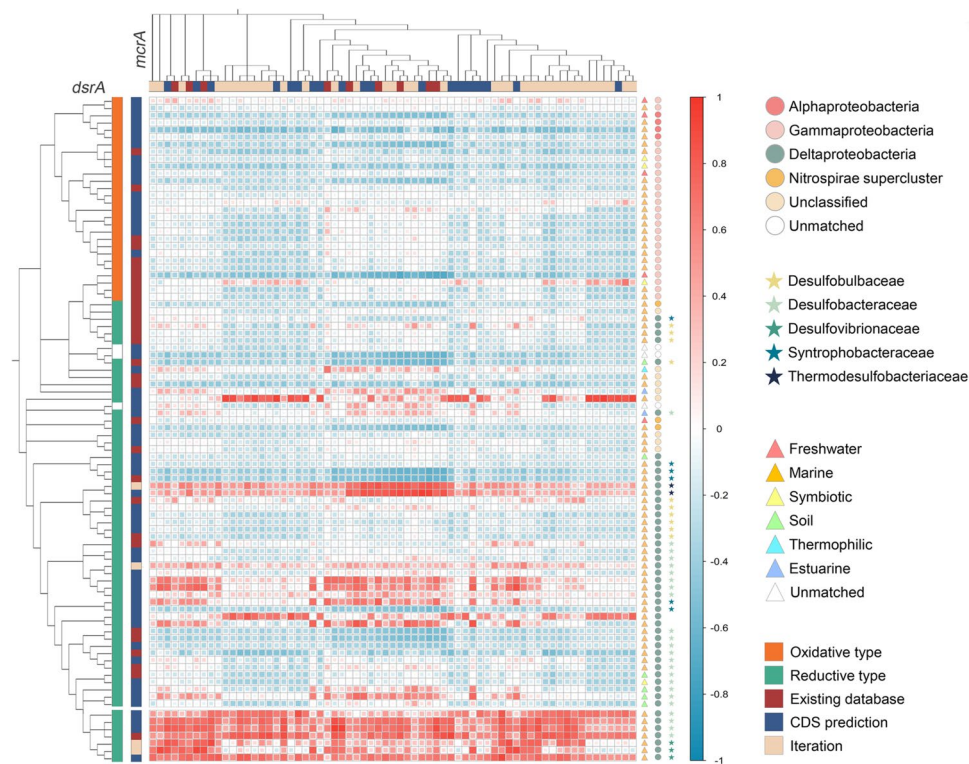 mcrA
dsrA
1
0.8
0.6
0.4
0.2
0
-0.2
-0.4
-0.6
-0.8
-1
Alphaproteobacteria
Gammaproteobacteria
Deltaproteobacteria
Nitrospirae supercluster
Unclassified
Unmatched
Desulfobulbaceae
Desulfobacteraceae
Desulfovibrionaceae
Syntrophobacteraceae
Thermodesulfobacteriaceae
Freshwater
Marine
Symbiotic
Soil
Thermophilic
Estuarine
Unmatched
Oxidative type
Reductive type
Existing database
CDS prediction
Iteration